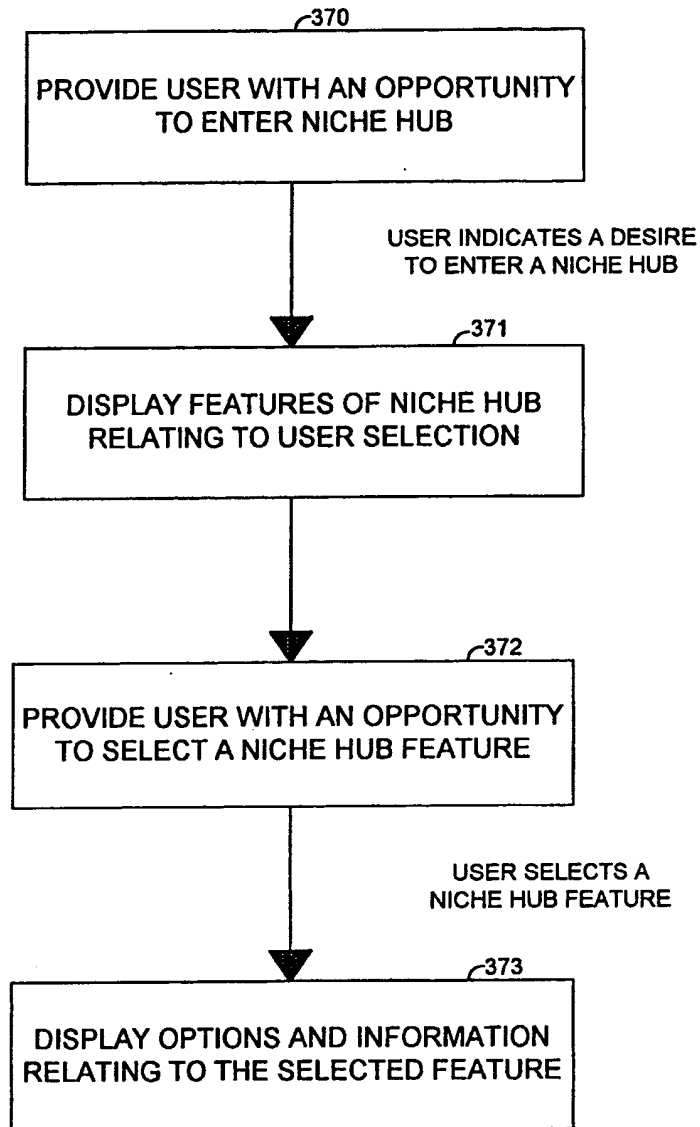 370
PROVIDE USER WITH AN OPPORTUNITY
TO ENTER NICHE HUB
USER INDICATES A DESIRE
TO ENTER A NICHE HUB
371
DISPLAY FEATURES OF NICHE HUB
RELATING TO USER SELECTION
372
PROVIDE USER WITH AN OPPORTUNITY
TO SELECT A NICHE HUB FEATURE
USER SELECTS A
NICHE HUB FEATURE
373
DISPLAY OPTIONS AND INFORMATION
RELATING TO THE SELECTED FEATURE